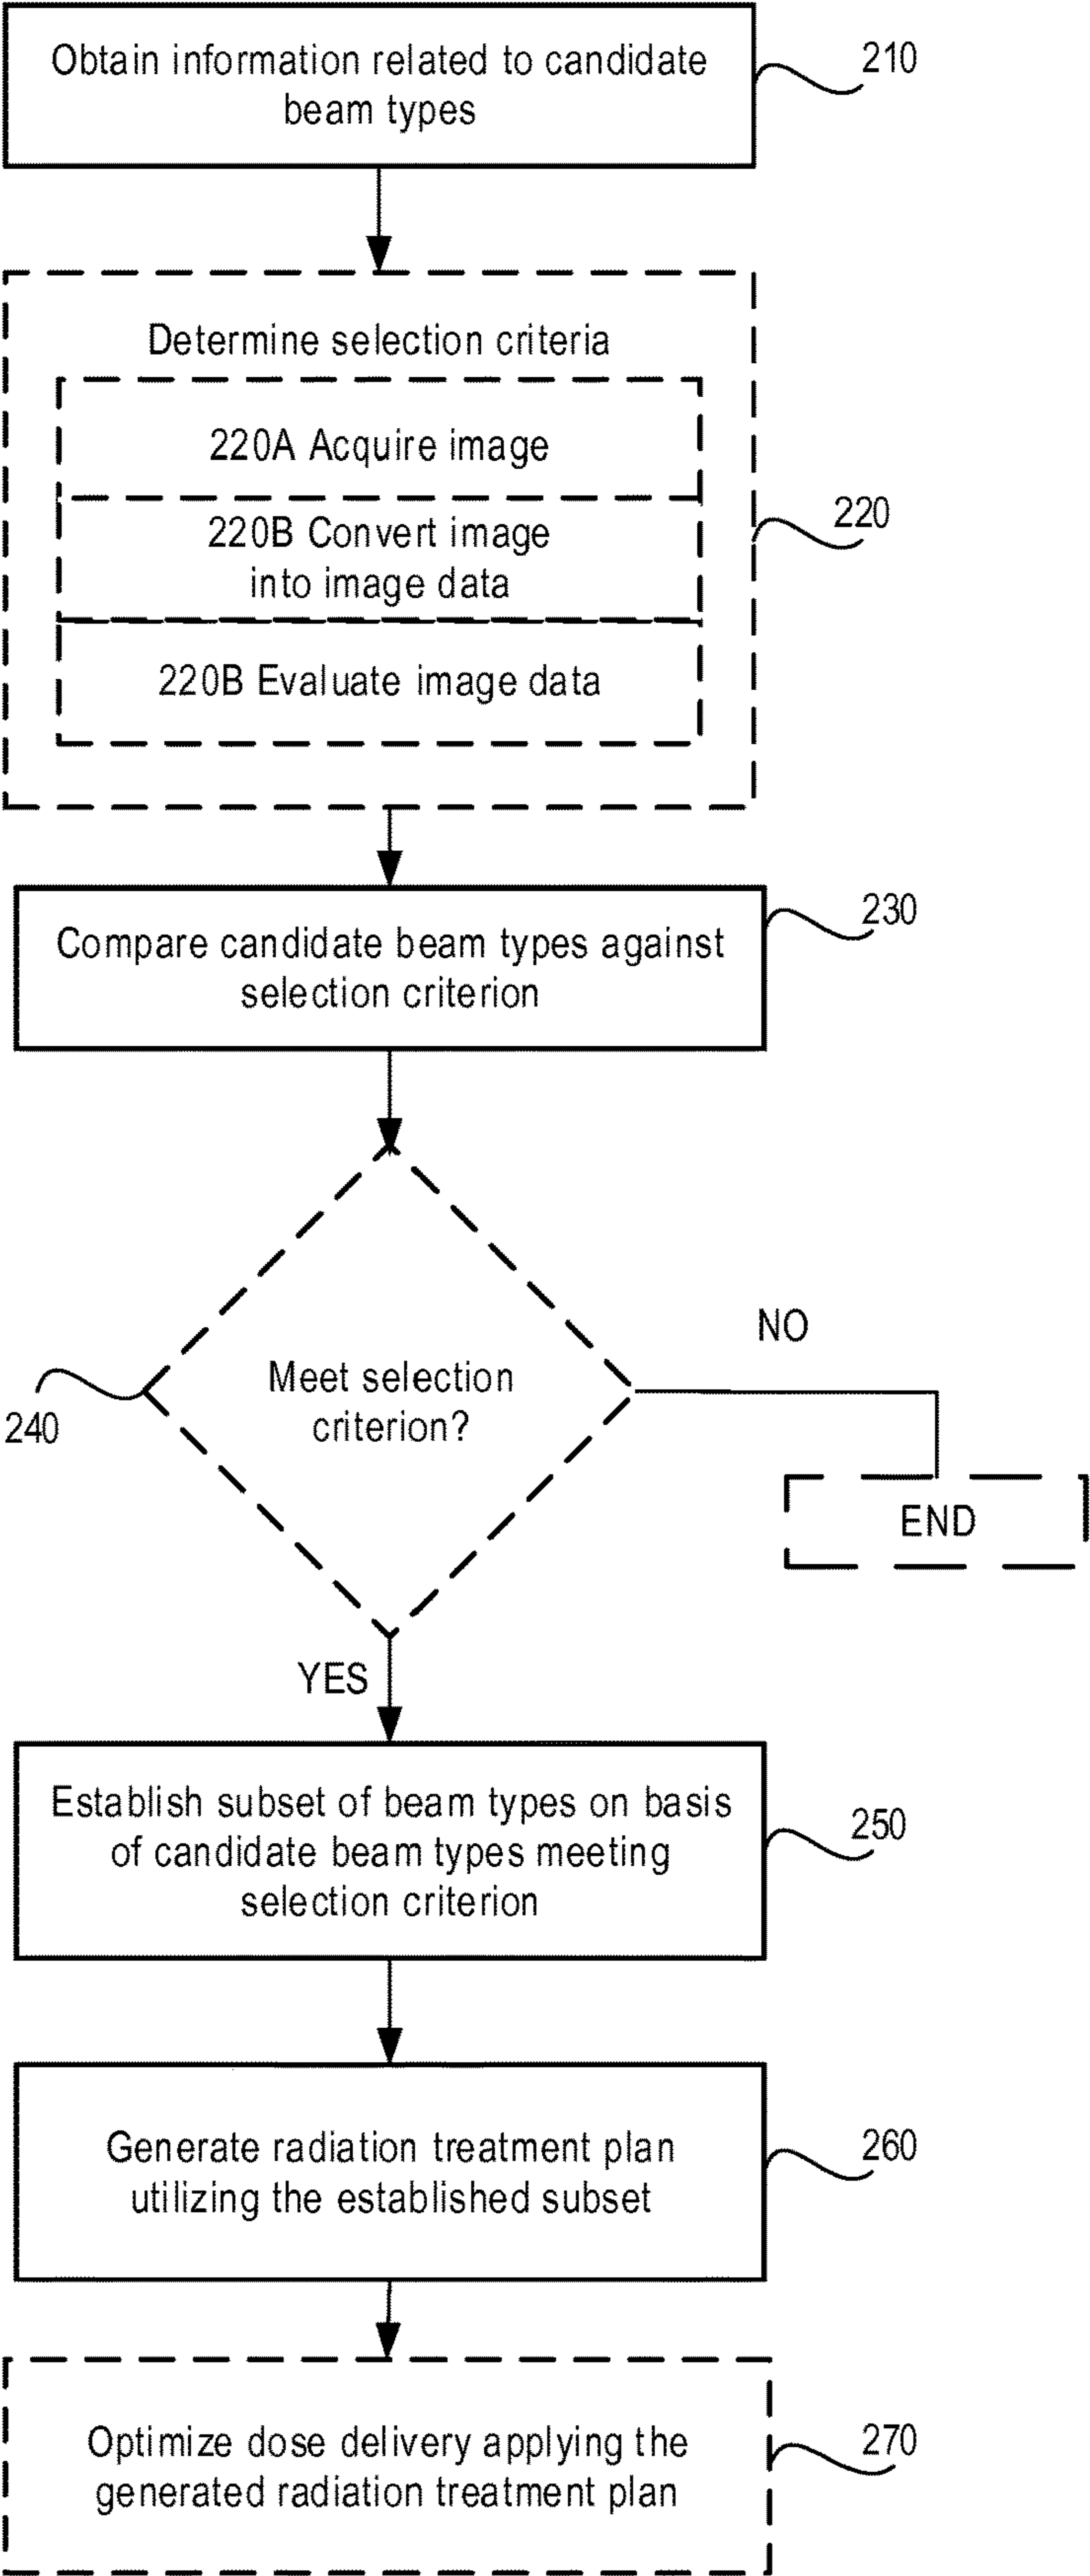 Obtain information related to candidate
beam types
210
Determine selection criteria
220A Acquire image
220B Convert image
into image data
220B Evaluate image data
220
Compare candidate beam types against
selection criterion
230
Meet selection
criterion?
240
NO
END
YES
Establish subset of beam types on basis
of candidate beam types meeting
selection criterion
250
Generate radiation treatment plan
utilizing the established subset
260
Optimize dose delivery applying the
generated radiation treatment plan
270